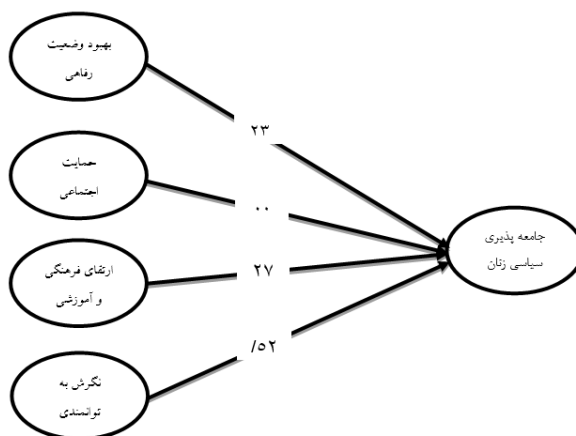 بهبود وضعیت
رفاهی
۲۳
حمایت
اجتماعی
۰۰
جامعه پذیری
سیاسی زنان
ارتقای فرهنگی
و آموزشی
۲۷
/۵۲
نگرش به
توانمندی